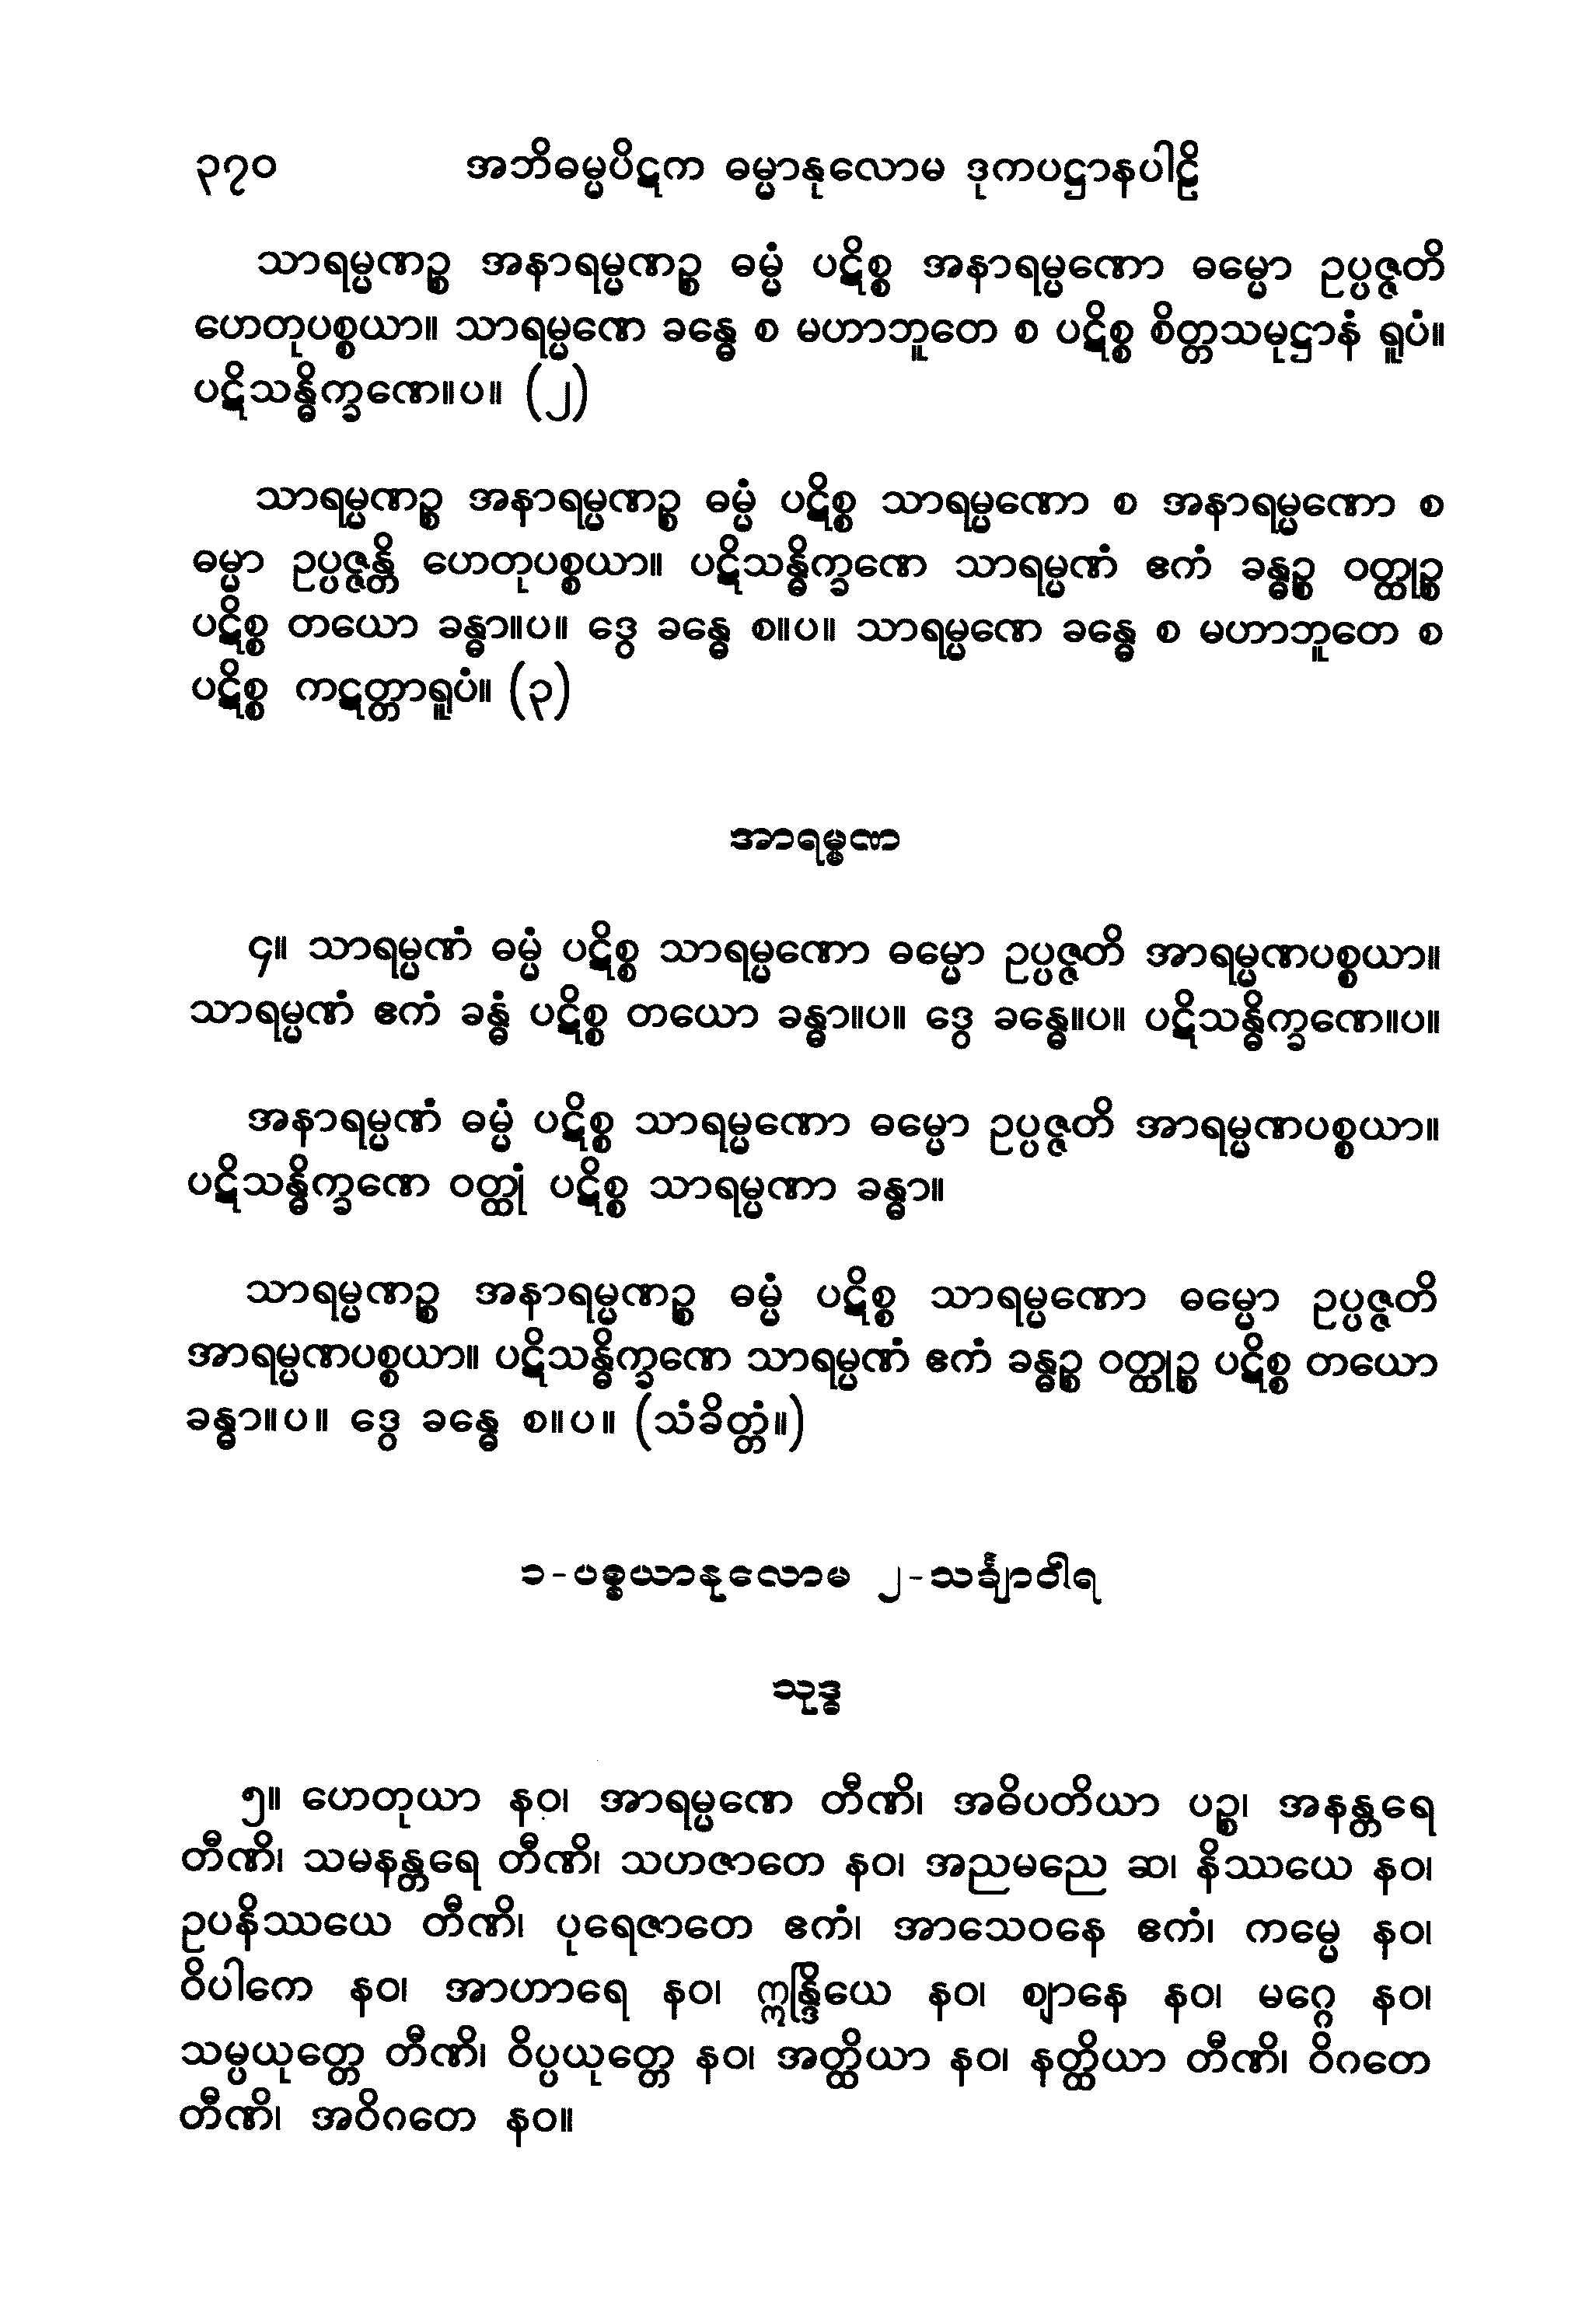 ၃၇၀ အဘိဓမ္မပိဋက ဓမ္မာနုလောမ ဒုကပဋ္ဌာနပါဠိ
သာရမ္မဏဉ္စ အနာရမ္မဏဉ္စ ဓမ္မံ ပဋိစ္စ အနာရမ္မဏော ဓမ္မော ဥပ္ပဇ္ဇတိ
ဟေတုပစ္စယာ။ သာရမ္မဏေ ခန္ဓေ စ မဟာဘူတေ စ ပဋိစ္စ စိတ္တသမုဋ္ဌာနံ ရူပံ။
ပဋိသန္ဓိက္ခဏေ။ပ။ (၂)
သာရမ္မဏဉ္စ အနာရမ္မဏဉ္စ ဓမ္မံ ပဋိစ္စ သာရမ္မဏော စ အနာရမ္မဏော စ
ဓမ္မာ ဥပ္ပဇ္ဇန္တိ ဟေတုပစ္စယာ။ ပဋိသန္ဓိက္ခဏေ သာရမ္မဏံ ဧကံ ခန္ဓဉ္စ ဝတ္ထုဉ္စ
ပဋိစ္စ တယော ခန္ဓာ။ပ။ ဒွေ ခန္ဓေ စ။ပ။ သာရမ္မဏေ ခန္ဓေ စ မဟာဘူတေ စ
ပဋိစ္စ ကဋတ္တာရူပံ။ (၃)
အာရမ္မဏ
၄။ သာရမ္မဏံ ဓမ္မံ ပဋိစ္စ သာရမ္မဏော ဓမ္မော ဥပ္ပဇ္ဇတိ အာရမ္မဏပစ္စယာ။
သာရမ္မဏံ ဧကံ ခန္ဓံ ပဋိစ္စ တယော ခန္ဓာ။ပ။ ဒွေ ခန္ဓေ။ပ။ ပဋိသန္ဓိက္ခဏေ။ပ။
အနာရမ္မဏံ ဓမ္မံ ပဋိစ္စ သာရမ္မဏော ဓမ္မော ဥပ္ပဇ္ဇတိ အာရမ္မဏပစ္စယာ။
ပဋိသန္ဓိက္ခဏေ ဝတ္ထုံ ပဋိစ္စ သာရမ္မဏာ ခန္ဓာ။
သာရမ္မဏဉ္စ အနာရမ္မဏဉ္စ ဓမ္မံ ပဋိစ္စ သာရမ္မဏော ဓမ္မော ဥပ္ပဇ္ဇတိ
အာရမ္မဏပစ္စယာ။ ပဋိသန္ဓိက္ခဏေ သာရမ္မဏံ ဧကံ ခန္ဓဉ္စ ဝတ္ထုဉ္စ ပဋိစ္စ တယော
ခန္ဓာ။ပ။ ဒွေ ခန္ဓေ စ။ပ။ (သံခိတ္တံ။)
၁-ပစ္စယာနုလောမ ၂-သင်္ချာဝါရ
သုဒ္ဓ
၅။ ဟေတုယာ နဝ၊ အာရမ္မဏေ တီဏိ၊ အဓိပတိယာ ပဉ္စ၊ အနန္တရေ
တီဏိ၊ သမနန္တရေ တီဏိ၊ သဟဇာတေ နဝ၊ အညမညေ ဆ၊ နိဿယေ နဝ၊
ဥပနိဿယေ တီဏိ၊ ပုရေဇာတေ ဧကံ၊ အာသေဝနေ ဧကံ၊ ကမ္မေ နဝ၊
ဝိပါကေ နဝ၊ အာဟာရေ နဝ၊ ဣန္ဒြိယေ နဝ၊ ဈာနေ နဝ၊ မဂ္ဂေ နဝ၊
သမ္ပယုတ္တေ တီဏိ၊ ဝိပ္ပယုတ္တေ နဝ၊ အတ္ထိယာ နဝ၊ နတ္ထိယာ တီဏိ၊ ဝိဂတေ
တီဏိ၊ အဝိဂတေ နဝ။